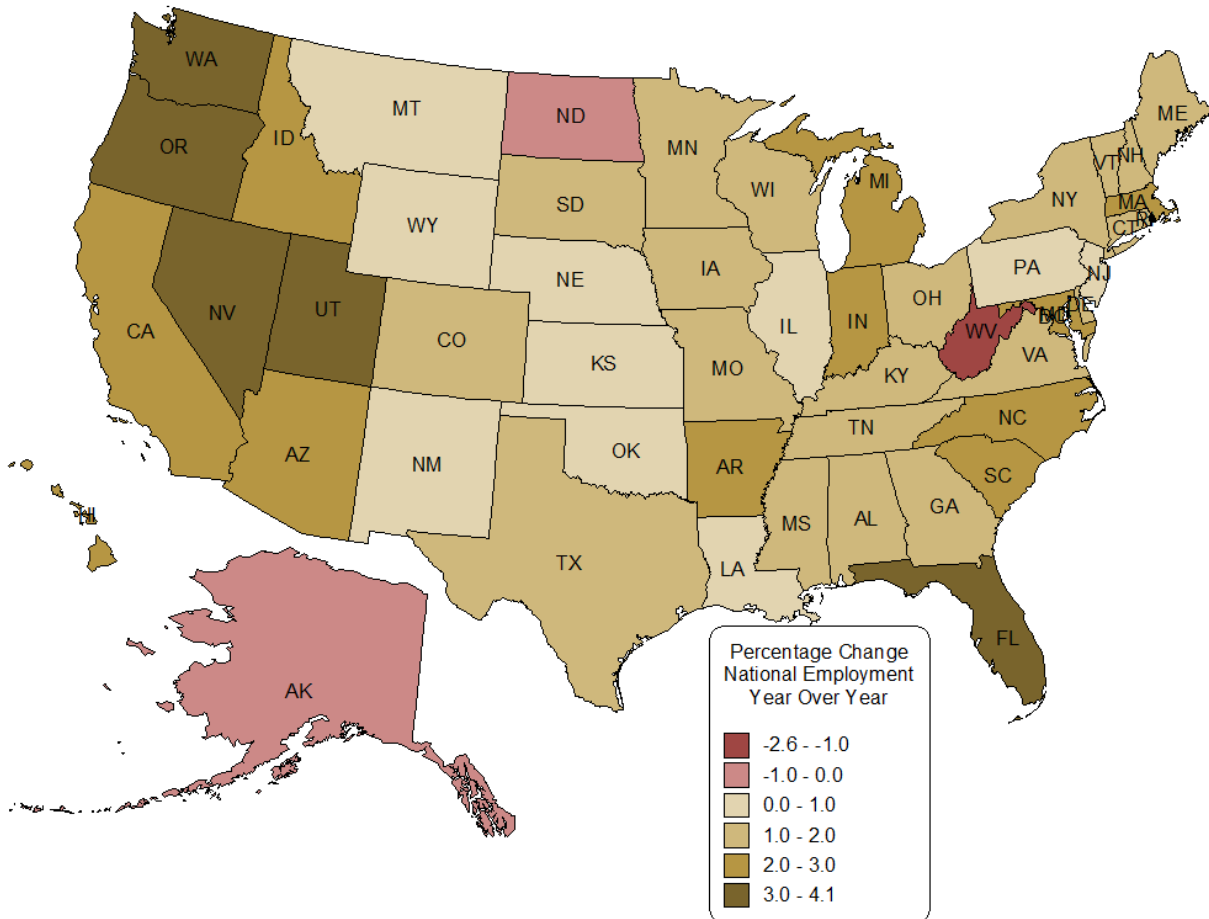 WA
MT
ND
OR
ID
MN
ME
VT
NH
WI
MI
NY
MA
SD
WY
CT
IA
PA
NJ
NE
OH
DE
NV
UT
IL
IN
CA
CO
WV
KS
MO
VA
KY
NC
TN
AZ
NM
OK
AR
SC
MS
AL
GA
HI
TX
LA
FL
AK
Percentage Change
National Employment
Year Over Year
-2.6 - -1.0
-1.0 - 0.0
0.0 - 1.0
1.0 - 2.0
2.0 - 3.0
3.0 - 4.1